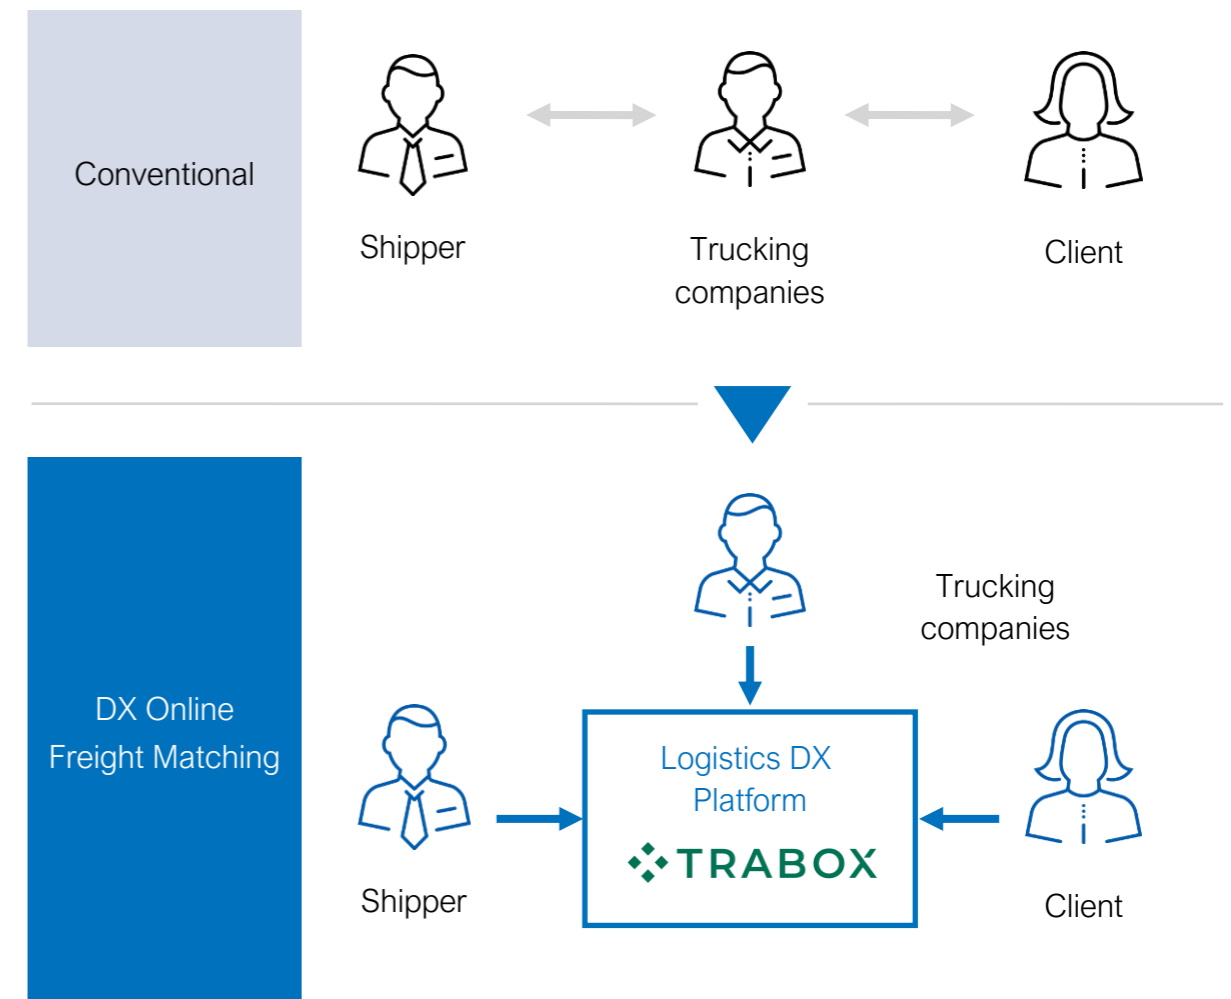 Conventional
Shipper
Trucking
companies
Client
DX Online
Freight Matching
Trucking
companies
Shipper
Logistics DX
Platform
TRABOX
Client